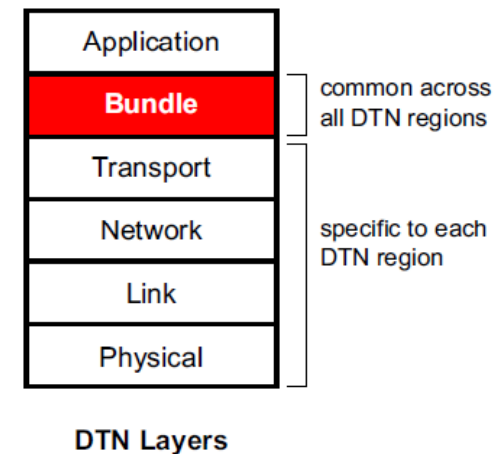 Application
Bundle
common across
all DTN regions
Transport
Network
specific to each
DTN region
Link
Physical
DTN Layers